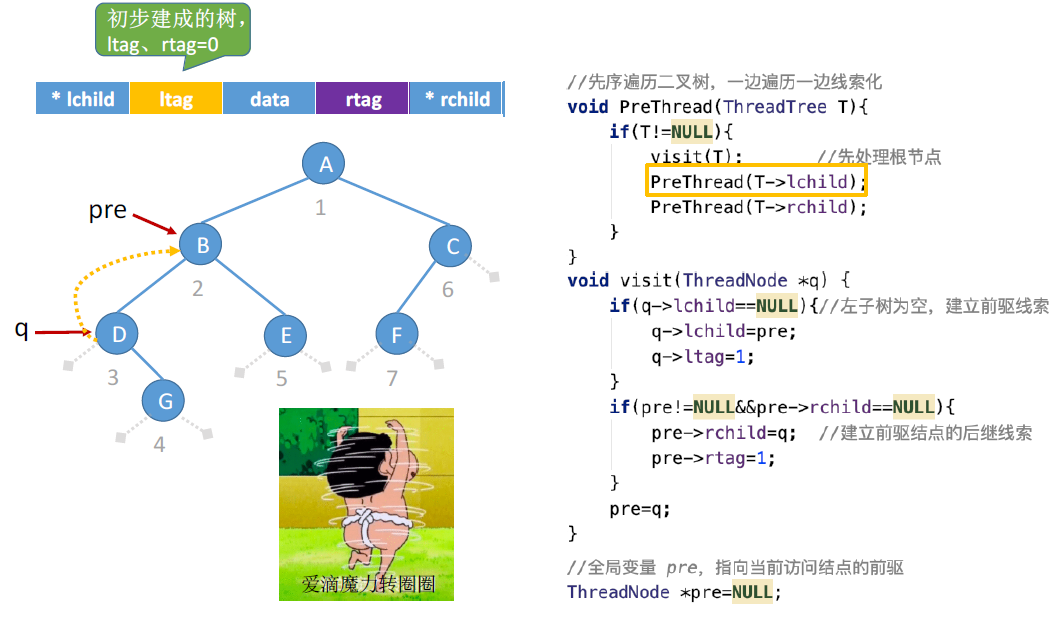 初步建成的树，
ltag、rtag=0
* lchild ltag data rtag * rchild
A
1
pre
B
2
C
6
q
D
3
E
5
F
7
G
4
爱滴魔力转圈圈
//先序遍历二叉树，一边遍历一边线索化
void PreThread(ThreadTree T){
if(T!=NULL){
visit(T); //先处理根节点
PreThread(T->lchild);
PreThread(T->rchild);
}
}
void visit(ThreadNode *q) {
if(q->lchild==NULL){//左子树为空，建立前驱线索
q->lchild=pre;
q->ltag=1;
}
if(pre!=NULL&&pre->rchild==NULL){
pre->rchild=q; //建立前驱结点的后继线索
pre->rtag=1;
}
pre=q;
}
//全局变量 pre，指向当前访问结点的前驱
ThreadNode *pre=NULL;